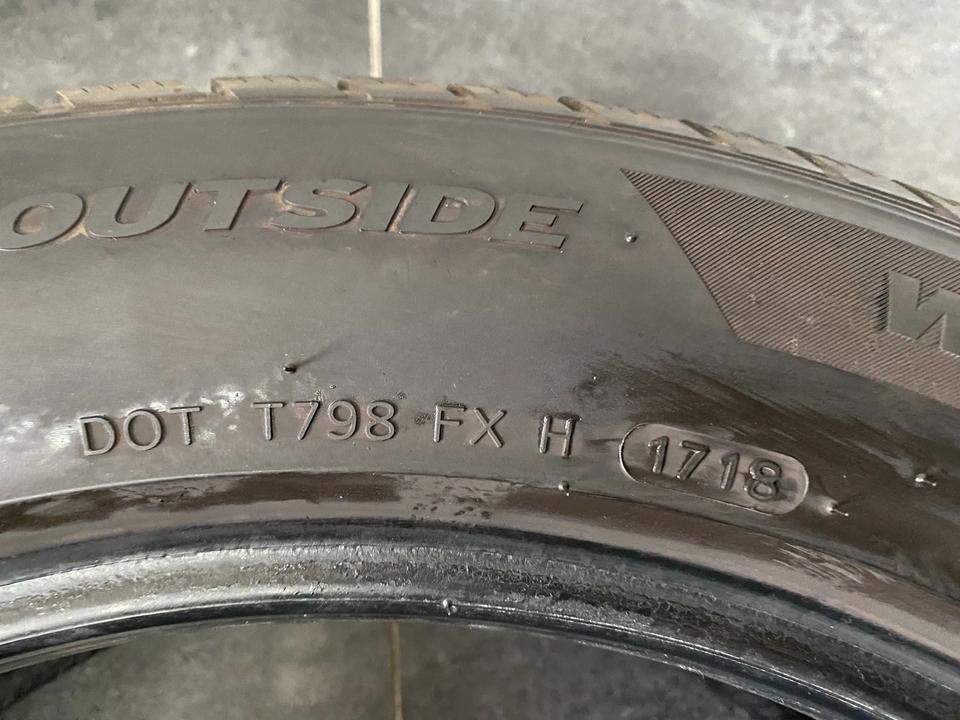 OUTSIDE
W
DOT T798 FX H 1718